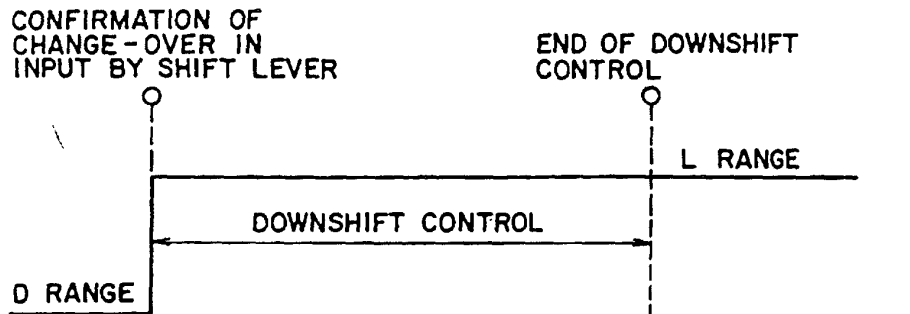 CONFIRMATION OF
CHANGE-OVER IN
INPUT BY SHIFT LEVER
END OF DOWNSHIFT
CONTROL
L RANGE
DOWNSHIFT CONTROL
D RANGE